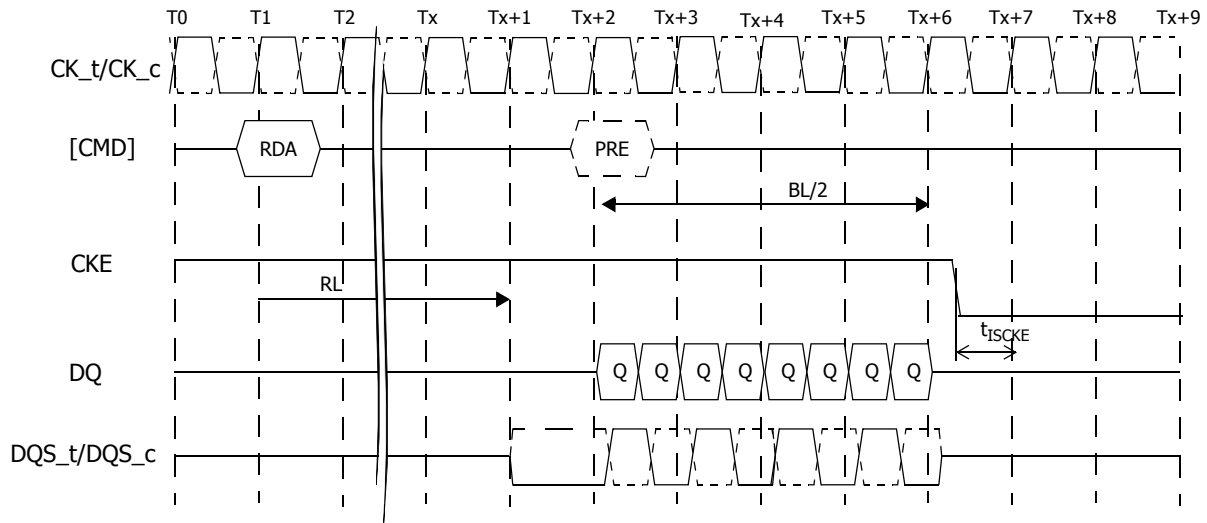 T0 T1 T2 Tx Tx+1 Tx+2 Tx+3 Tx+4 Tx+5 Tx+6 Tx+7 Tx+8 Tx+9
CK_t/CK_c
[CMD] RDA PRE
BL/2
CKE
RL
tISCKE
DQ Q Q Q Q Q Q Q Q
DQS_t/DQS_c